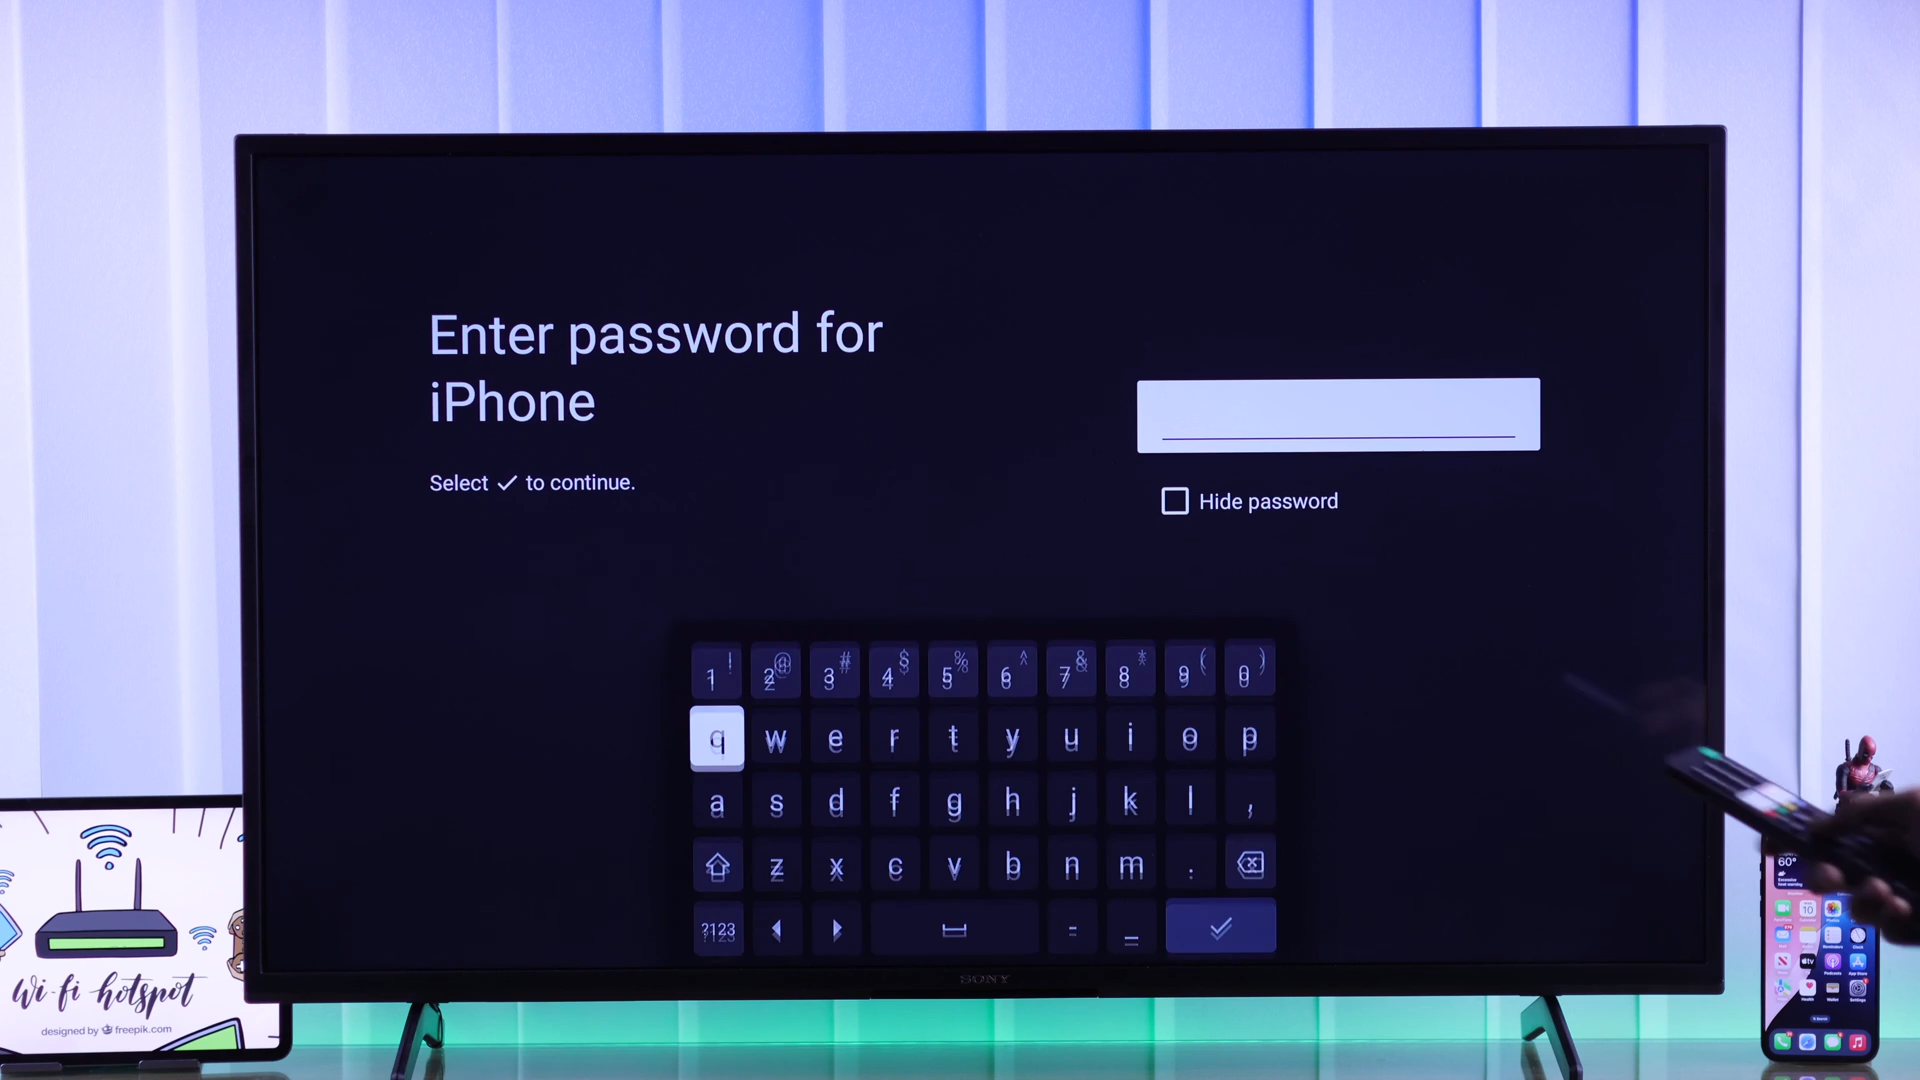 Enter password for
iPhone
Select ✓ to continue.
Hide password
1 ! 2 @ 3 # 4 $ 5 % 6 ^ 7 & 8 * 9 ( 0 )
q w e r t y u i o p
a s d f g h j k l ,
z x c v b n m .
?123 - _
SONY
wi-fi hotspot
designed by freepik.com
60°